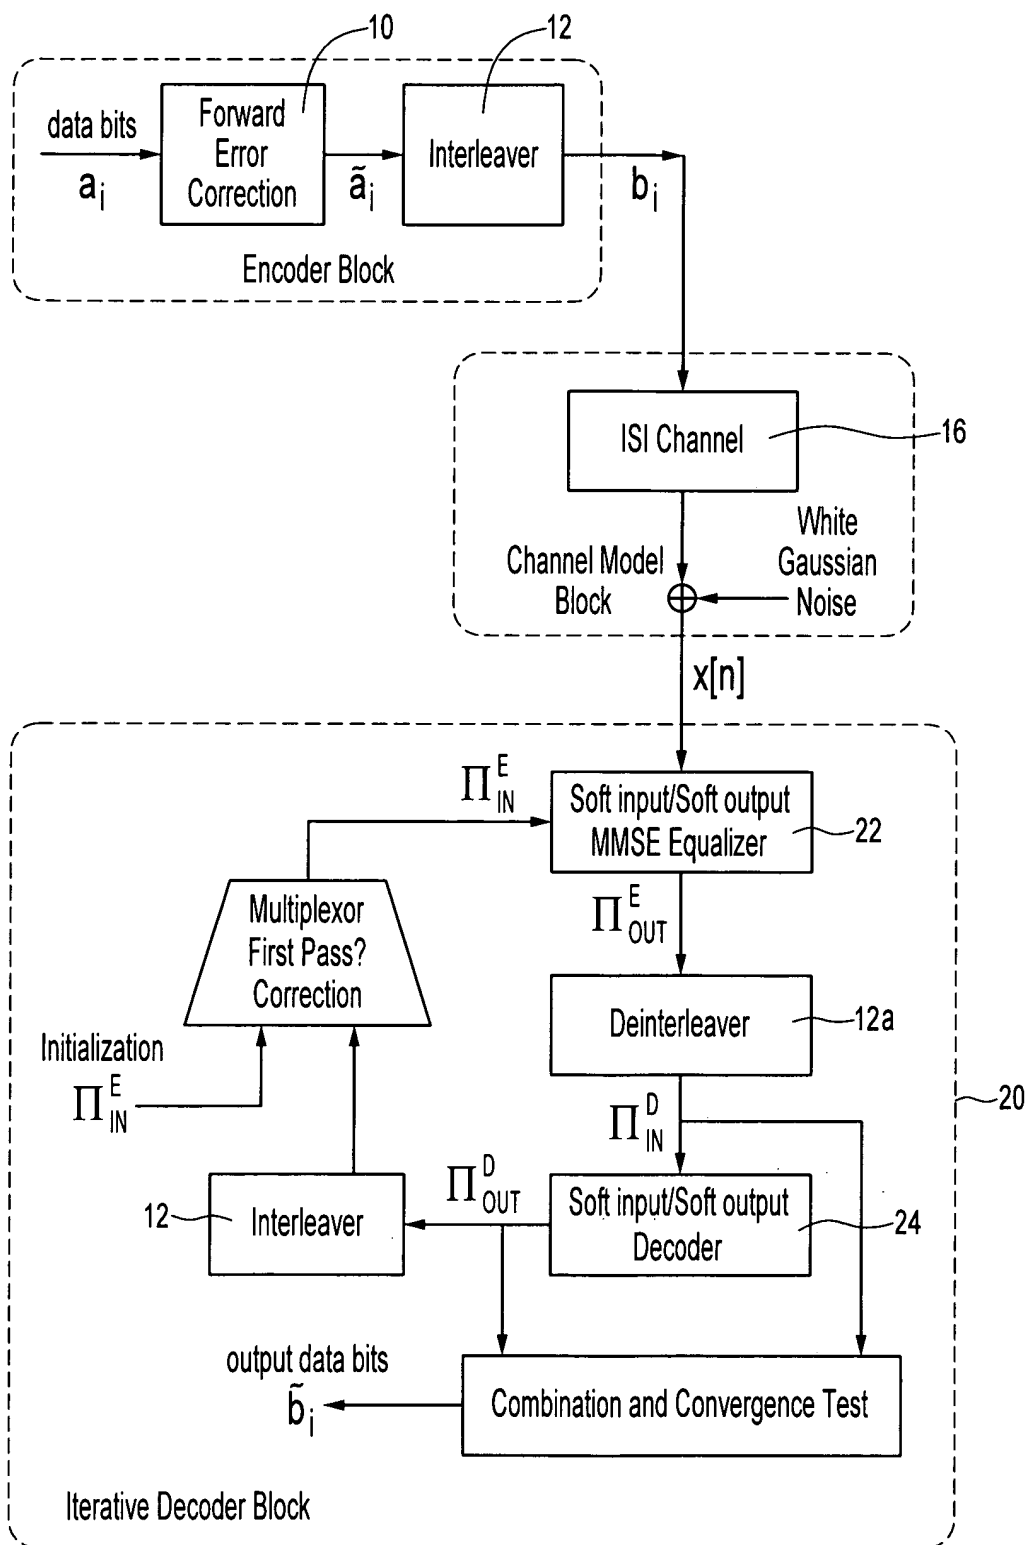 10
12
data bits
a_i
Forward
Error
Correction
ã_i
Interleaver
b_i
Encoder Block
ISI Channel
16
White
Gaussian
Noise
Channel Model
Block
x[n]
Π^E_IN
Soft input/Soft output
MMSE Equalizer
22
Multiplexor
First Pass?
Correction
Π^E_OUT
Deinterleaver
12a
Initialization
Π^E_IN
20
Π^D_IN
Π^D_OUT
12
Interleaver
Soft input/Soft output
Decoder
24
output data bits
b̃_i
Combination and Convergence Test
Iterative Decoder Block